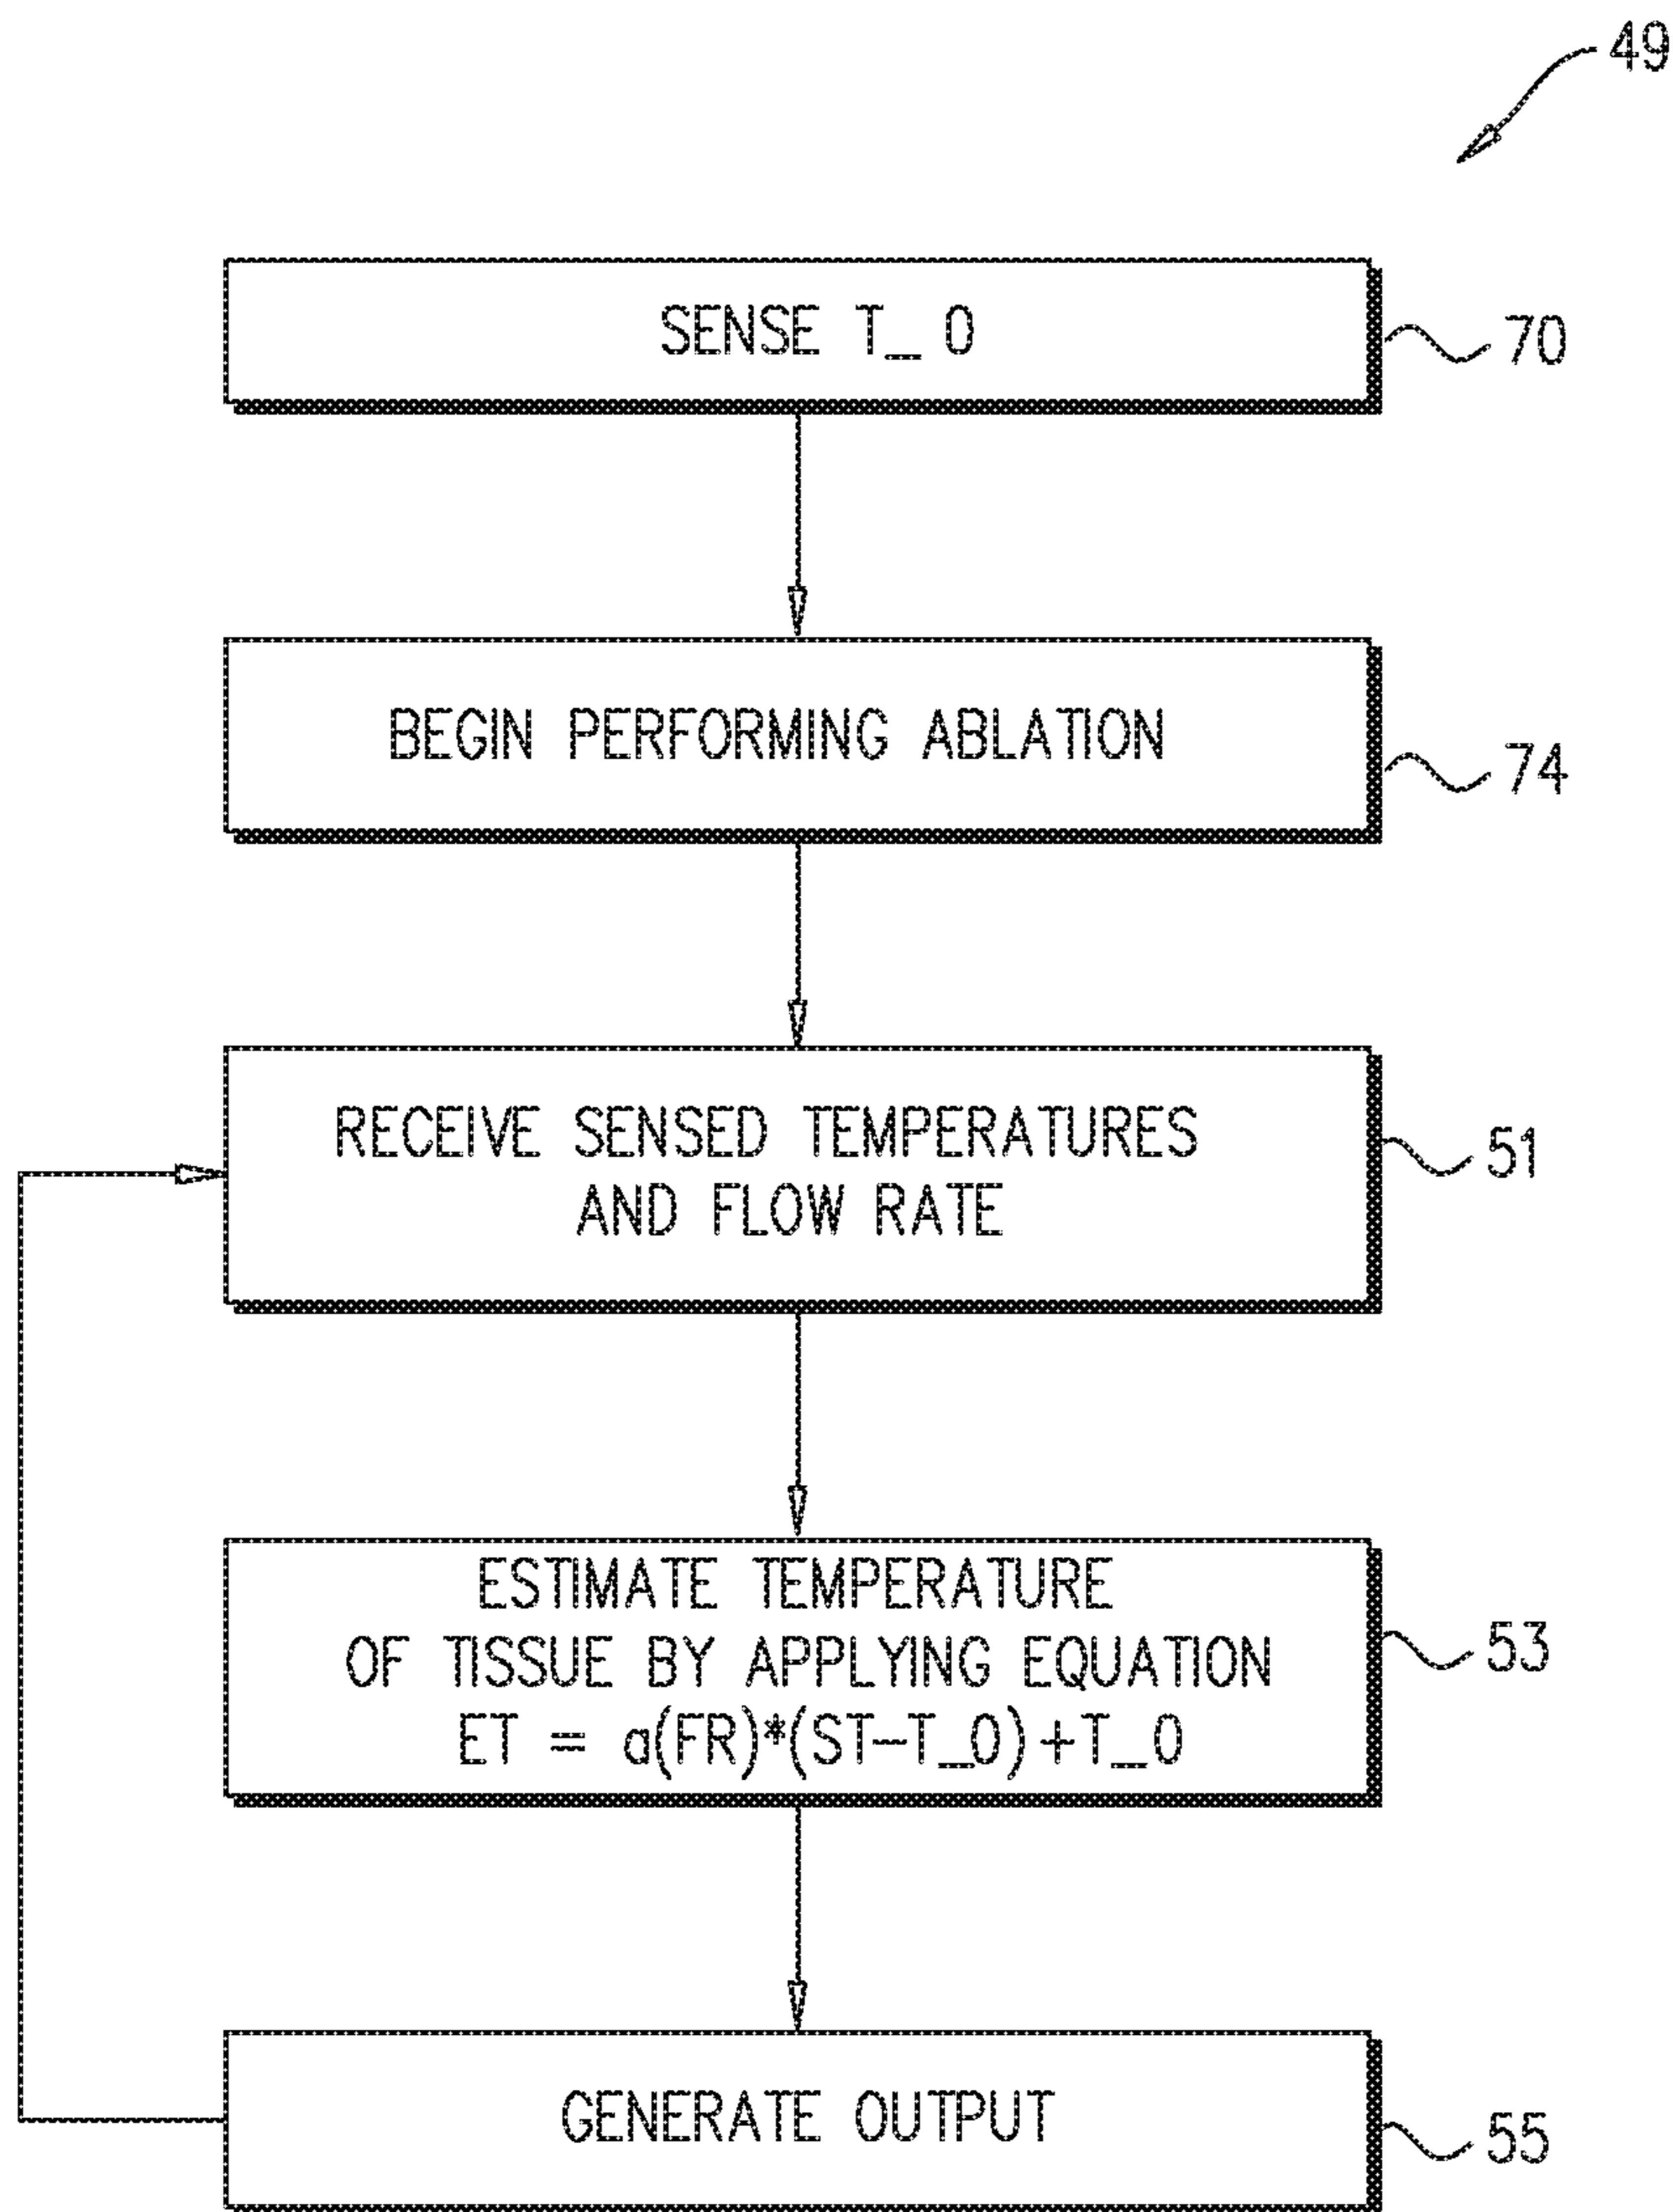 49
SENSE T_0
70
BEGIN PERFORMING ABLATION
74
RECEIVE SENSED TEMPERATURES
AND FLOW RATE
51
ESTIMATE TEMPERATURE
OF TISSUE BY APPLYING EQUATION
ET = a(FR)*(ST-T_0)+T_0
53
GENERATE OUTPUT
55